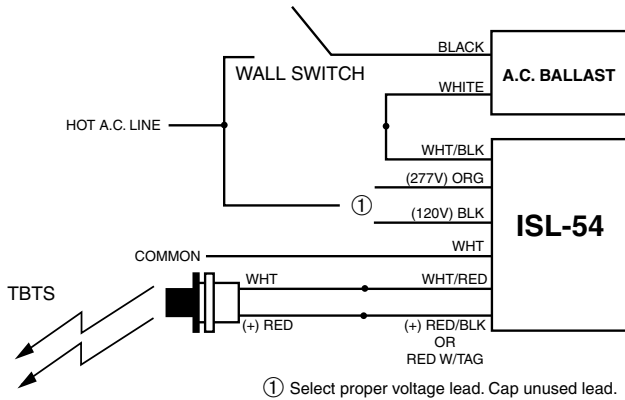 BLACK
A.C. BALLAST
WALL SWITCH
WHITE
HOT A.C. LINE
WHT/BLK
(277V) ORG
①
(120V) BLK
ISL-54
WHT
COMMON
TBTS
WHT
WHT/RED
(+) RED
(+) RED/BLK
OR
RED W/TAG
① Select proper voltage lead. Cap unused lead.